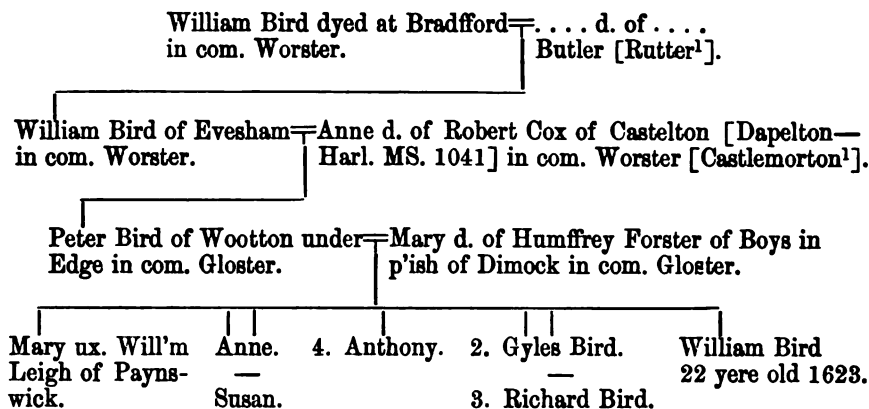 William Bird dyed at Bradfford=. . . . d. of . . . .
in com. Worster. Butler [Rutter¹].
William Bird of Evesham=Anne d. of Robert Cox of Castelton [Dapelton—
in com. Worster. Harl. MS. 1041] in com. Worster [Castlemorton¹].
Peter Bird of Wootton under=Mary d. of Humffrey Forster of Boys in
Edge in com. Gloster. p'ish of Dimock in com. Gloster.
Mary ux. Will'm Anne. 4. Anthony. 2. Gyles Bird. William Bird
Leigh of Payns- — — 22 yere old 1623.
wick. Susan. 3. Richard Bird.